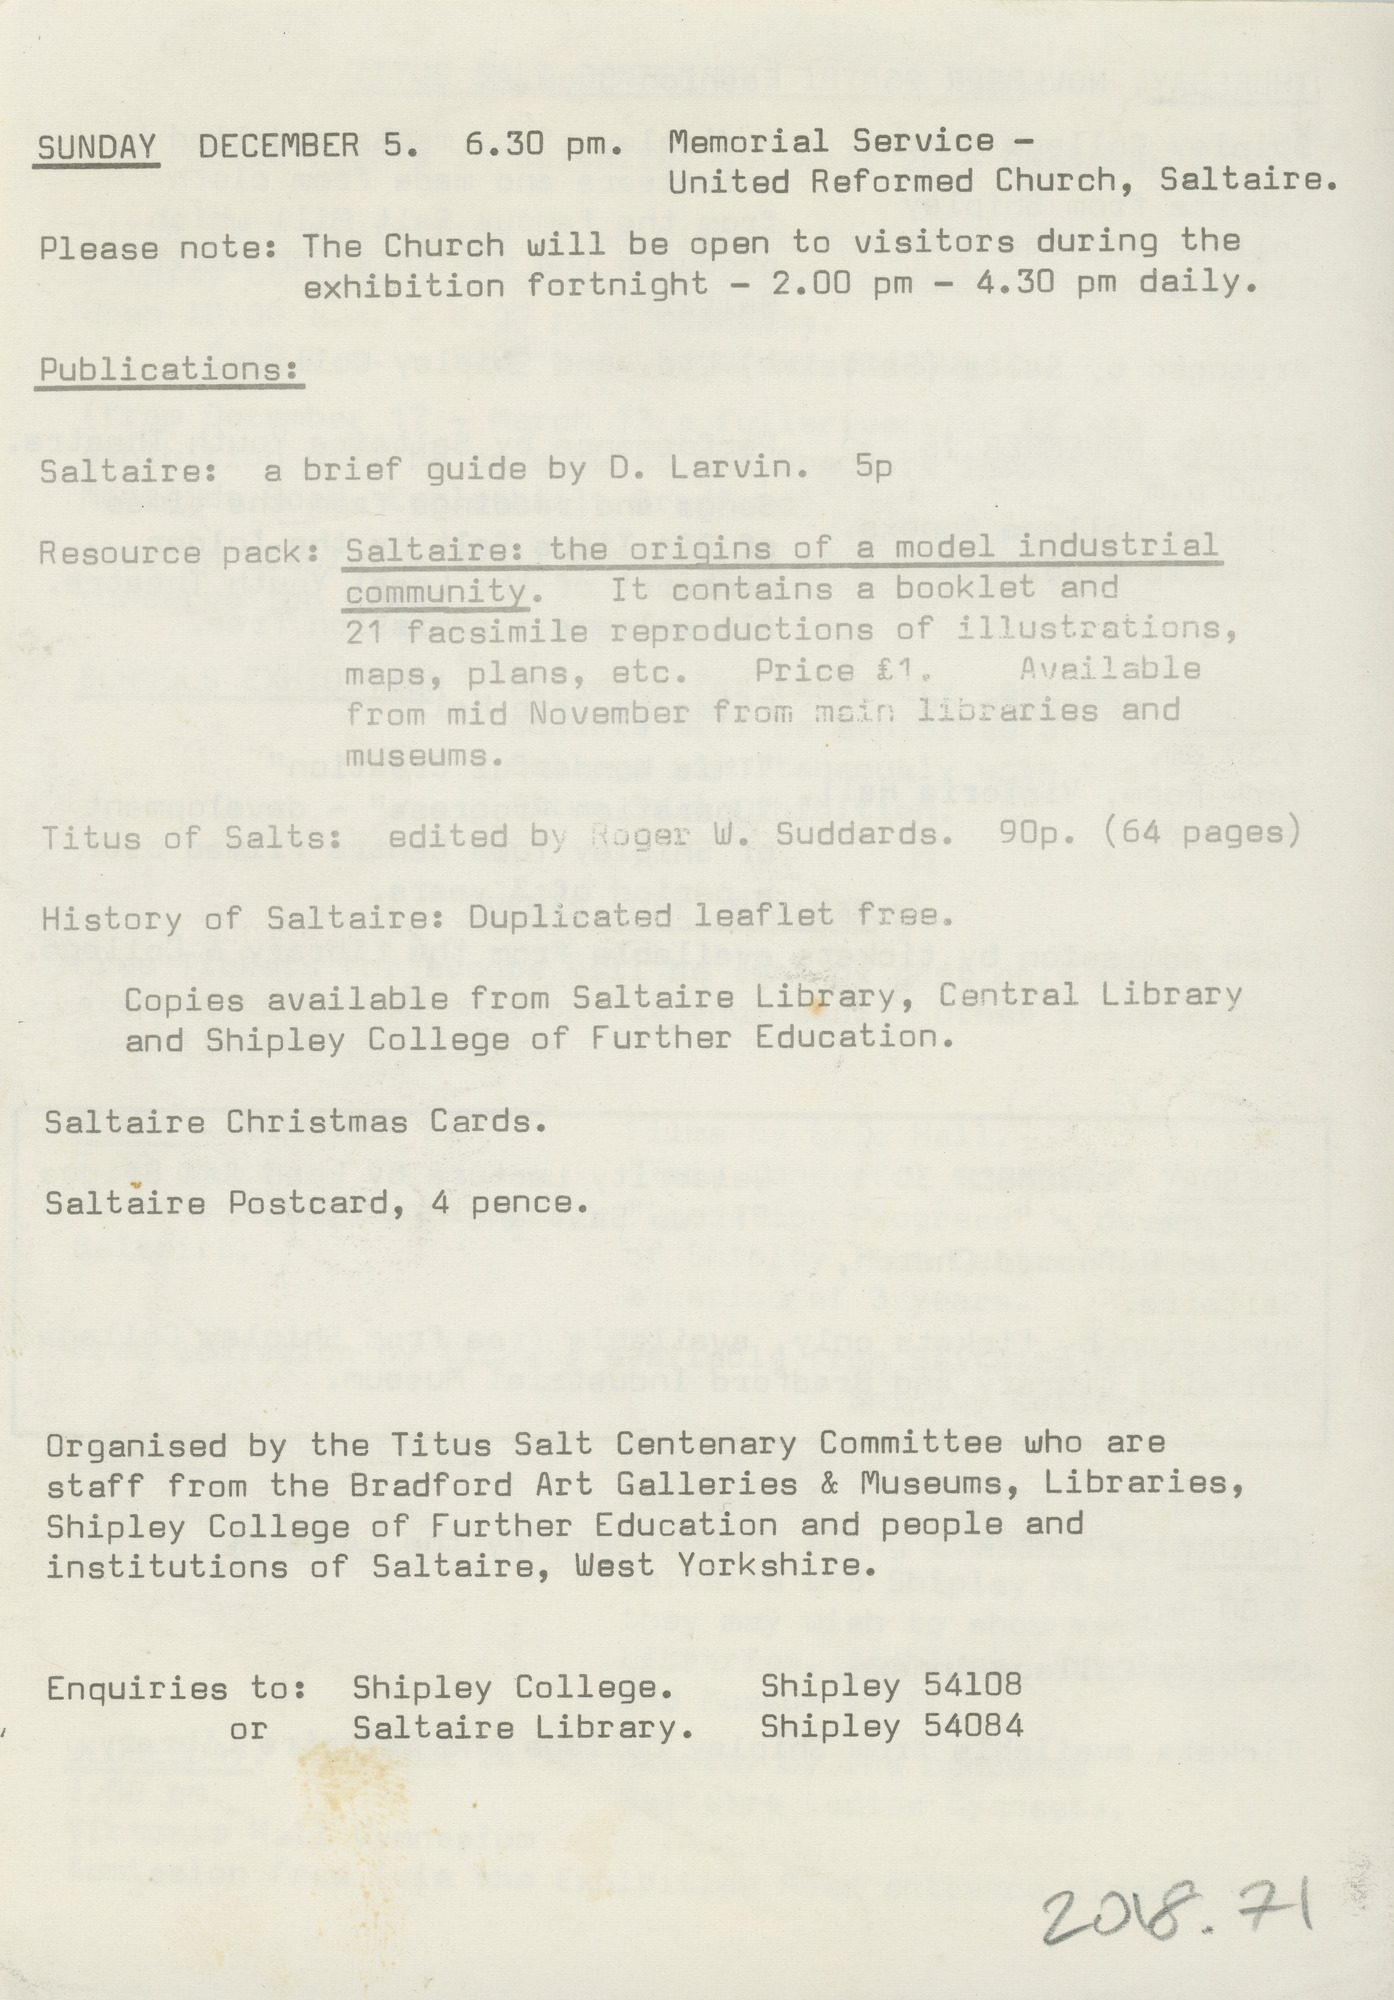 SUNDAY DECEMBER 5. 6.30 pm. Memorial Service –
United Reformed Church, Saltaire.
Please note: The Church will be open to visitors during the
exhibition fortnight – 2.00 pm – 4.30 pm daily.
Publications:
Saltaire: a brief guide by D. Larvin. 5p
Resource pack: Saltaire: the origins of a model industrial
community. It contains a booklet and
21 facsimile reproductions of illustrations,
maps, plans, etc. Price £1. Available
from mid November from main libraries and
museums.
Titus of Salts: edited by Roger W. Suddards. 90p. (64 pages)
History of Saltaire: Duplicated leaflet free.
Copies available from Saltaire Library, Central Library
and Shipley College of Further Education.
Saltaire Christmas Cards.
Saltaire Postcard, 4 pence.
Organised by the Titus Salt Centenary Committee who are
staff from the Bradford Art Galleries & Museums, Libraries,
Shipley College of Further Education and people and
institutions of Saltaire, West Yorkshire.
Enquiries to: Shipley College. Shipley 54108
or Saltaire Library. Shipley 54084
2018.71